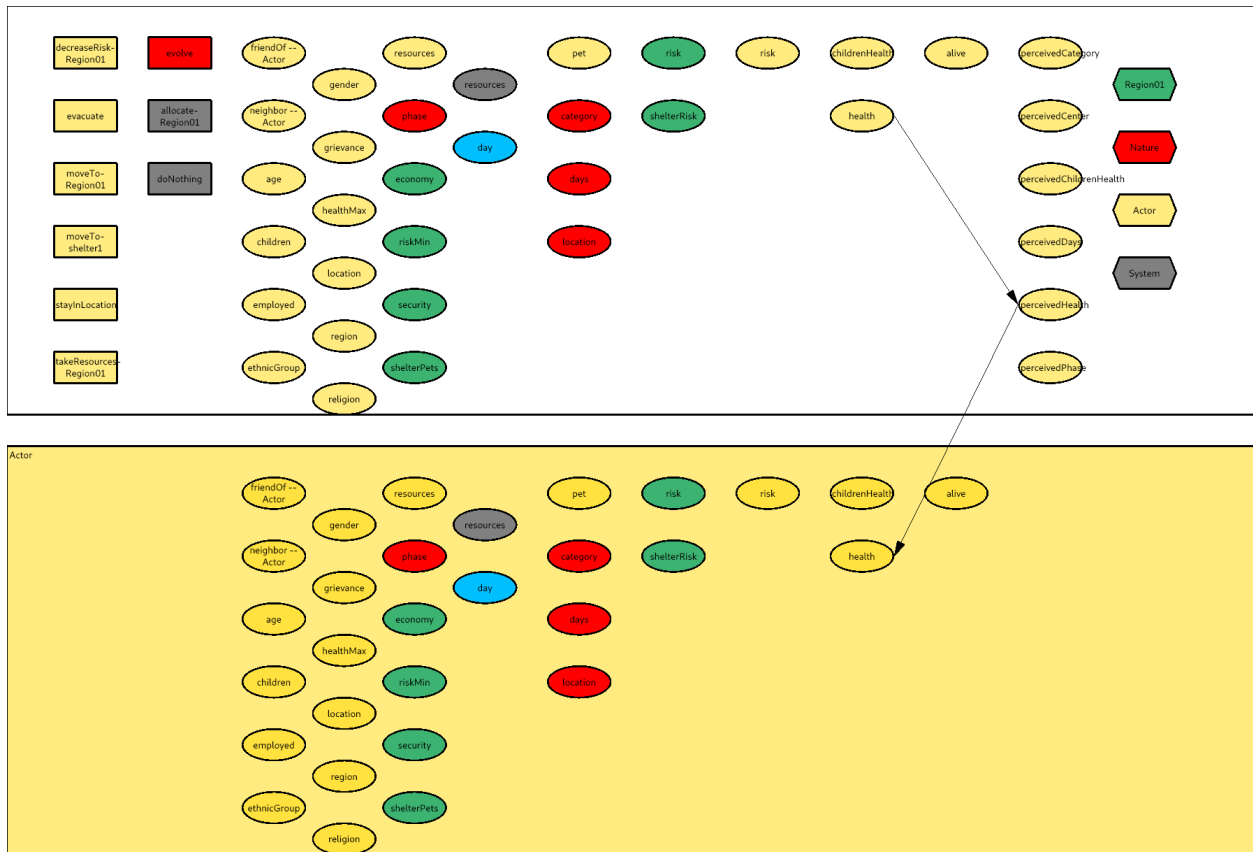 decreaseRisk-
Region01
evolve
friendOf --
Actor
resources
pet
risk
risk
childrenHealth
alive
perceivedCategory
gender
resources
Region01
evacuate
allocate-
Region01
neighbor --
Actor
phase
category
shelterRisk
health
perceivedCenter
grievance
day
Nature
moveTo-
Region01
doNothing
age
economy
days
perceivedChildrenHealth
healthMax
Actor
moveTo-
shelter1
children
riskMin
location
perceivedDays
location
System
stayInLocation
employed
security
perceivedHealth
region
takeResources-
Region01
ethnicGroup
shelterPets
perceivedPhase
religion
Actor
friendOf --
Actor
resources
pet
risk
risk
childrenHealth
alive
gender
resources
neighbor --
Actor
phase
category
shelterRisk
health
grievance
day
age
economy
days
healthMax
children
riskMin
location
location
employed
security
region
ethnicGroup
shelterPets
religion